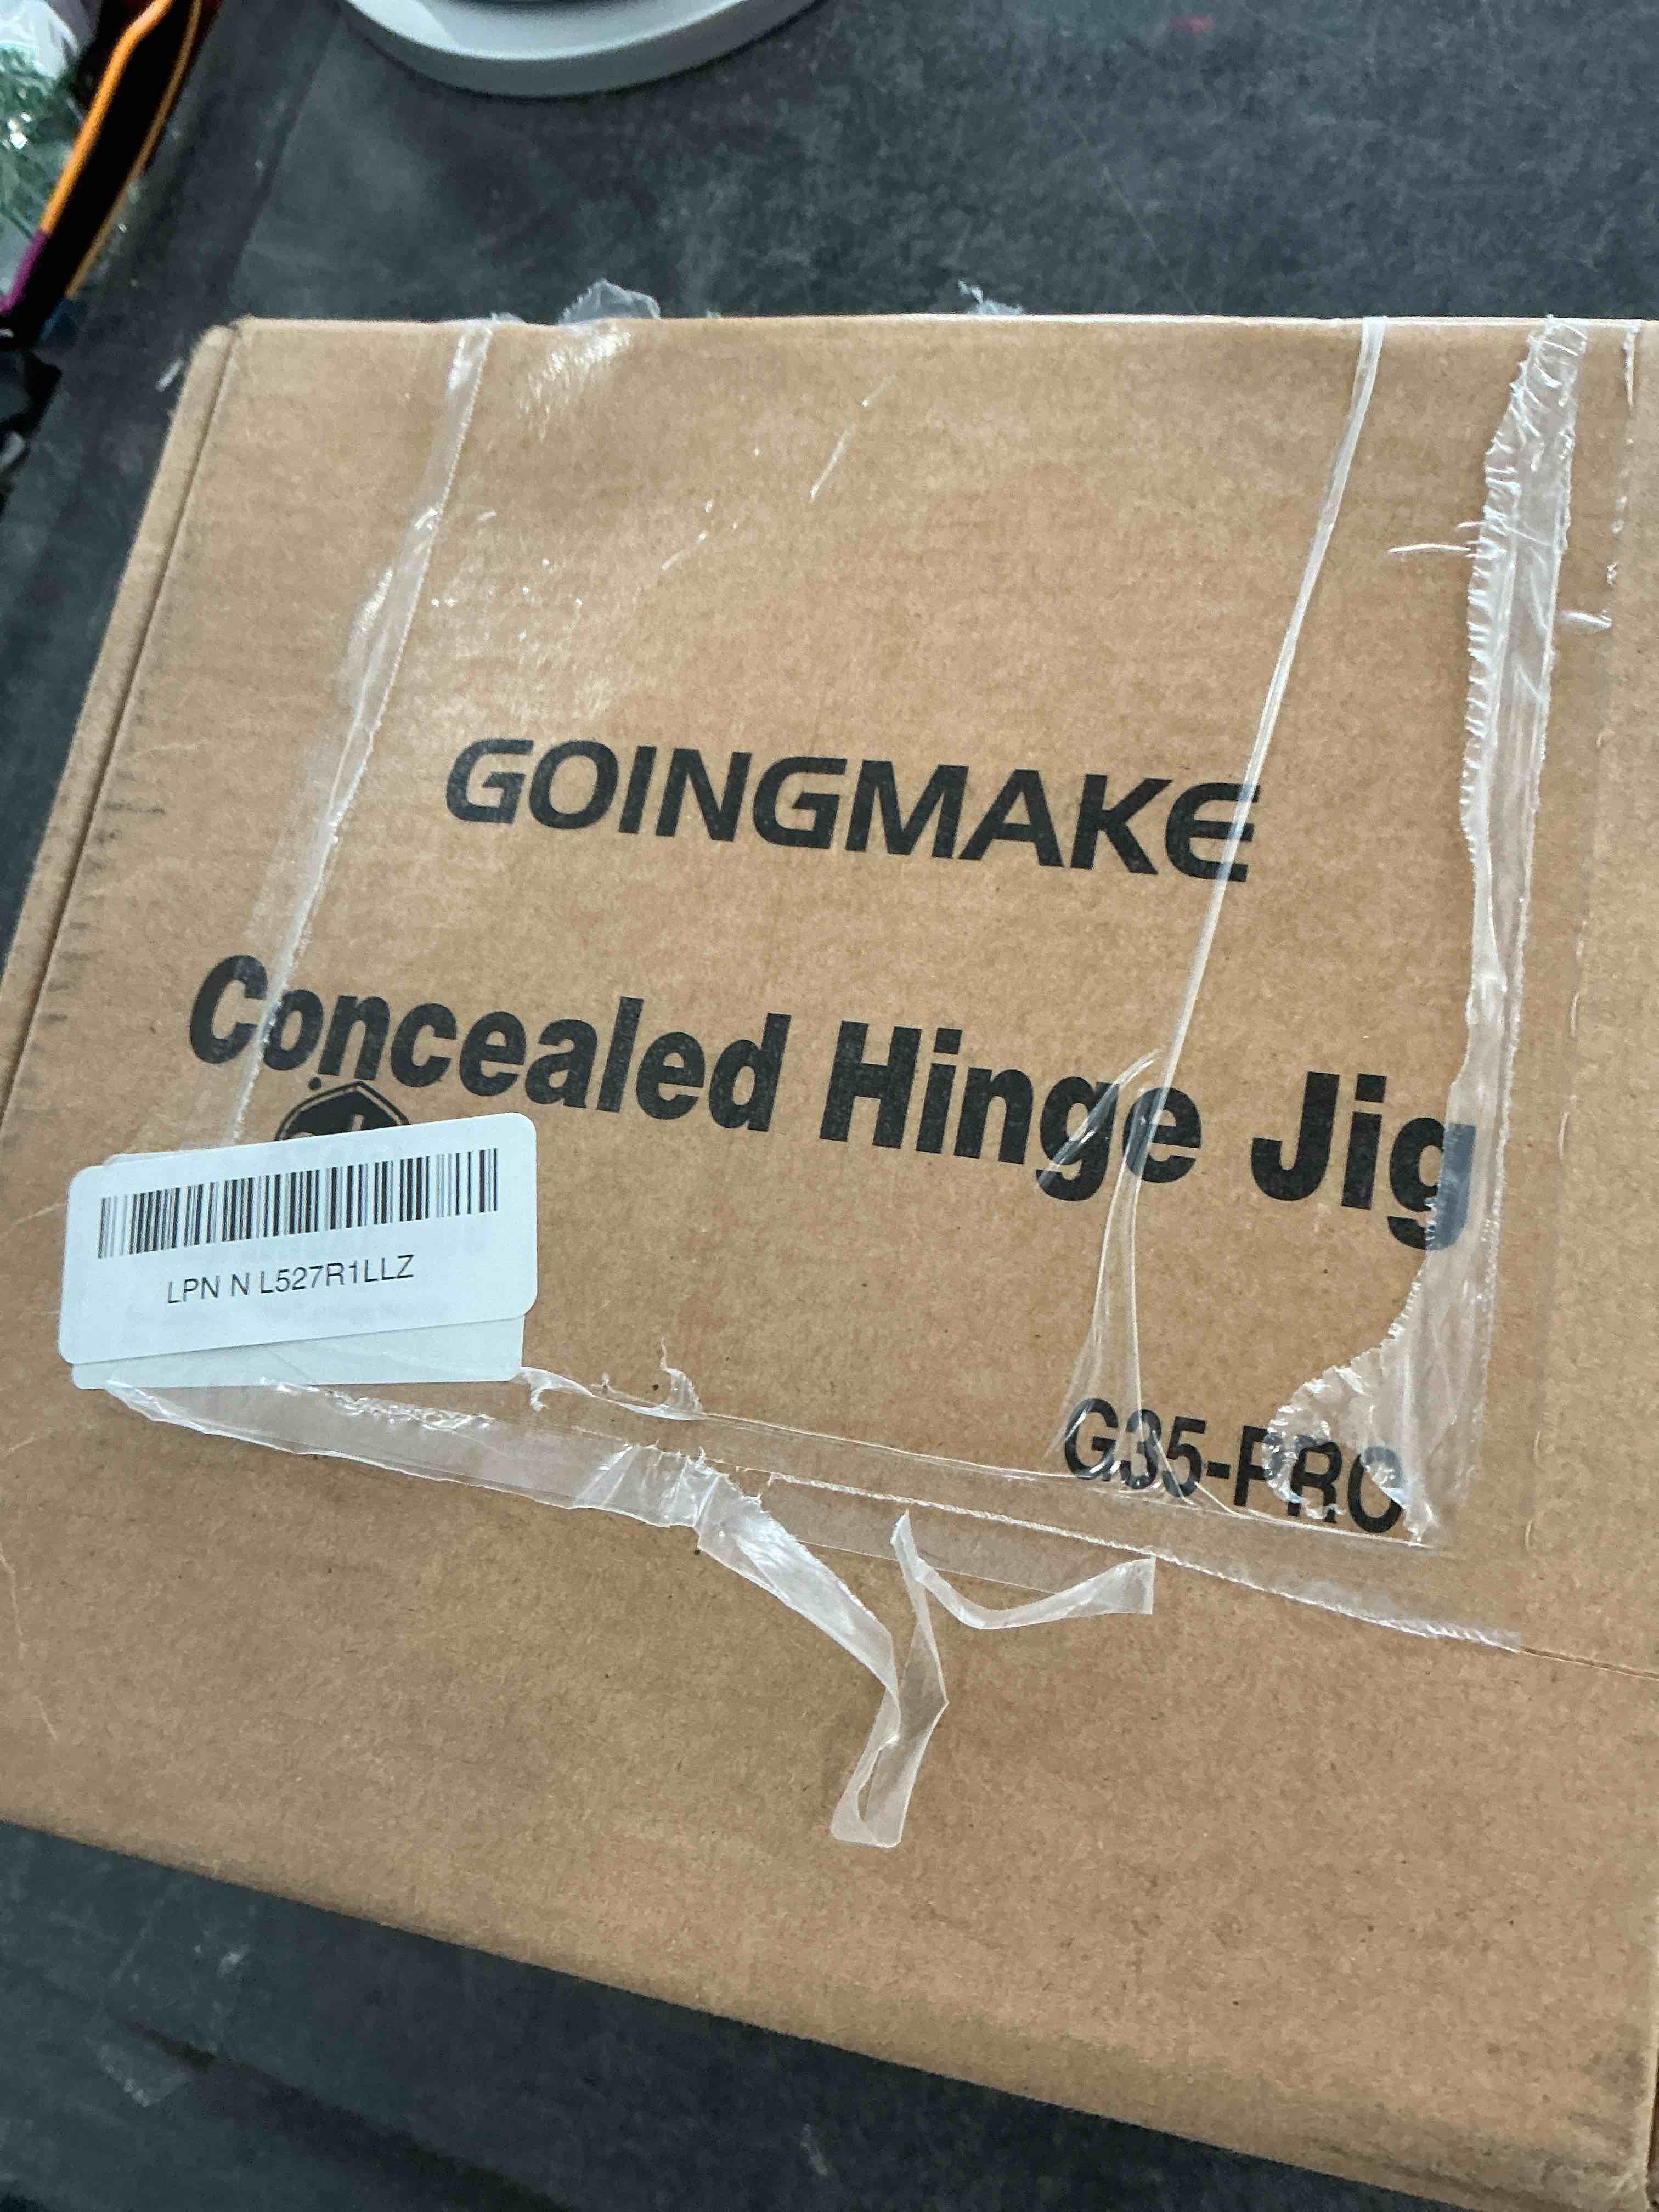 GOINGMAKE
Concealed Hinge Jig
LPN N L527R1LLZ
G35-PRO